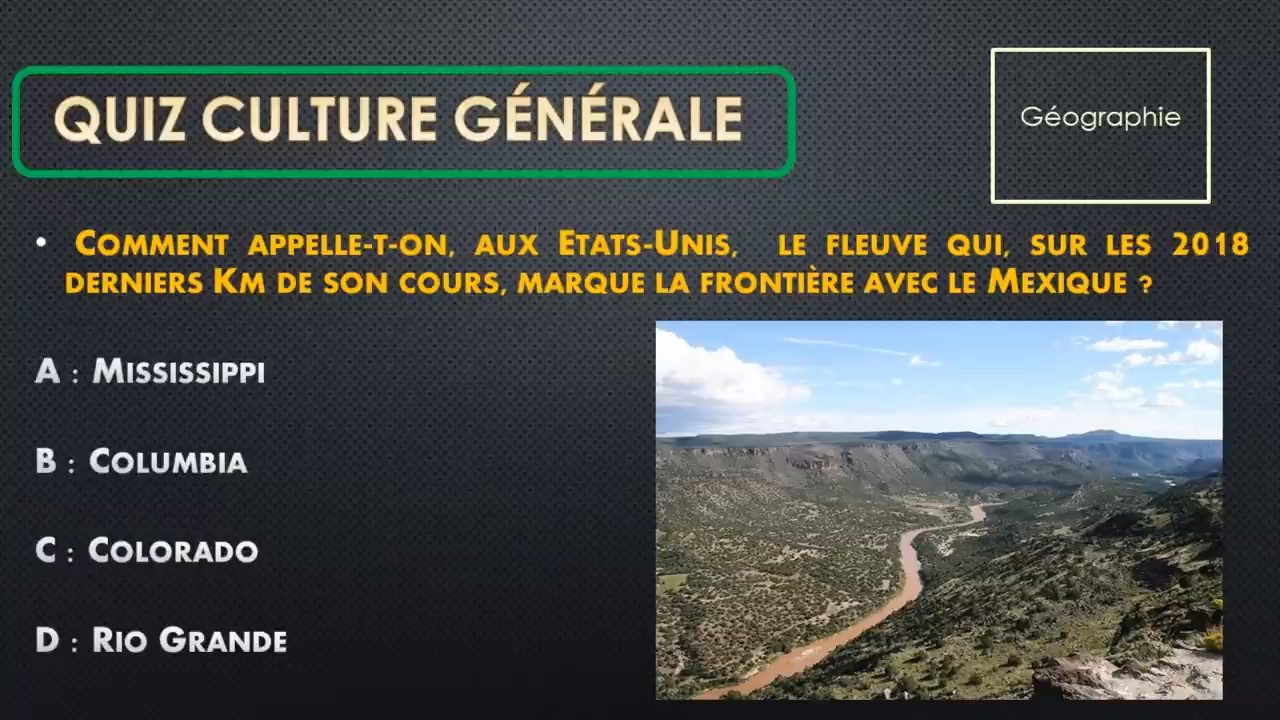 QUIZ CULTURE GÉNÉRALE
Géographie
• COMMENT APPELLE-T-ON, AUX ETATS-UNIS, LE FLEUVE QUI, SUR LES 2018
DERNIERS KM DE SON COURS, MARQUE LA FRONTIÈRE AVEC LE MEXIQUE ?
A : MISSISSIPPI
B : COLUMBIA
C : COLORADO
D : RIO GRANDE